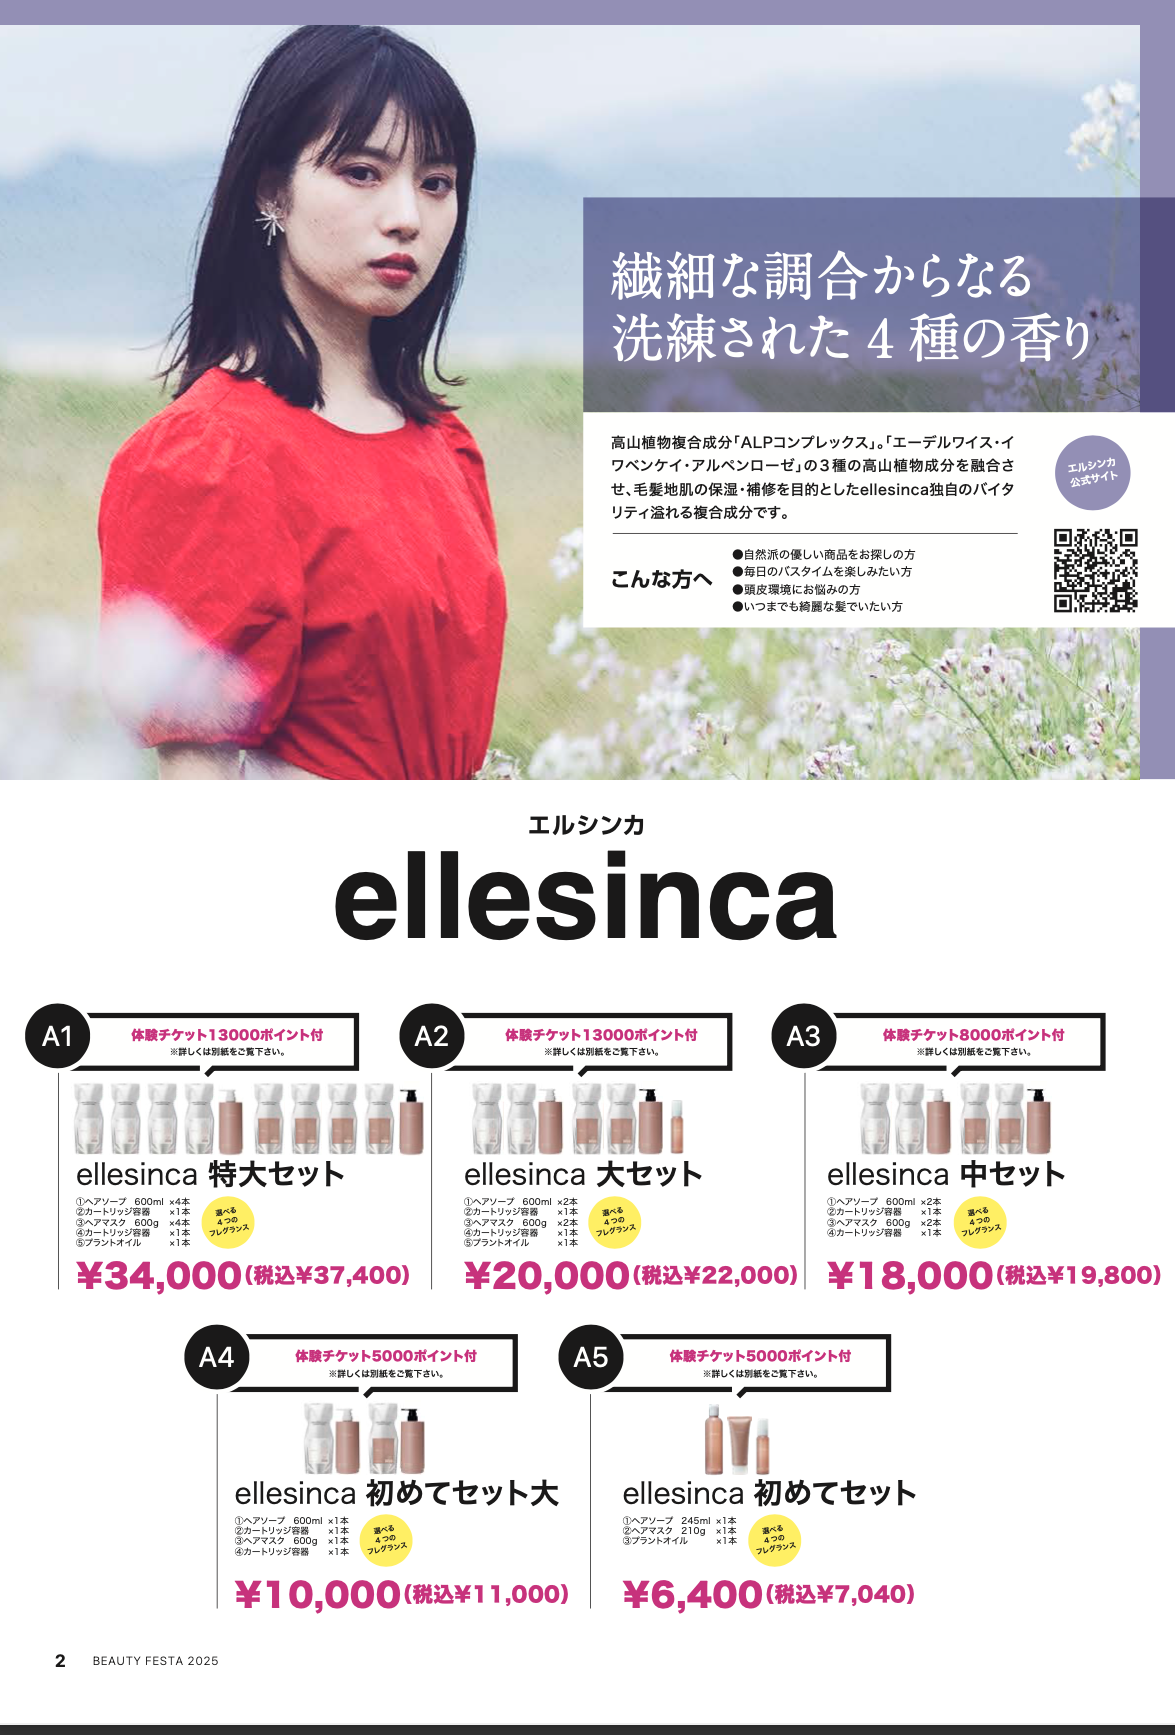 繊細な調合からなる
洗練された４種の香り
高山植物複合成分「ALPコンプレックス」。「エーデルワイス・イ
ワベンケイ・アルペンローゼ」の３種の高山植物成分を融合さ
せ、毛髪地肌の保湿・補修を目的としたellesinca独自のバイタ
リティ溢れる複合成分です。
エルシンカ
公式サイト
こんな方へ
●自然派の優しい商品をお探しの方
●毎日のバスタイムを楽しみたい方
●頭皮環境にお悩みの方
●いつまでも綺麗な髪でいたい方
エルシンカ
ellesinca
A1
体験チケット13000ポイント付
※詳しくは別紙をご覧下さい。
ellesinca 特大セット
①ヘアソープ 600ml ×4本
②カートリッジ容器 ×1本
③ヘアマスク 600g ×4本
④カートリッジ容器 ×1本
⑤プラントオイル ×1本
選べる
４つの
フレグランス
¥34,000(税込¥37,400)
A2
体験チケット13000ポイント付
※詳しくは別紙をご覧下さい。
ellesinca 大セット
①ヘアソープ 600ml ×2本
②カートリッジ容器 ×1本
③ヘアマスク 600g ×2本
④カートリッジ容器 ×1本
⑤プラントオイル ×1本
選べる
４つの
フレグランス
¥20,000(税込¥22,000)
A3
体験チケット8000ポイント付
※詳しくは別紙をご覧下さい。
ellesinca 中セット
①ヘアソープ 600ml ×2本
②カートリッジ容器 ×1本
③ヘアマスク 600g ×2本
④カートリッジ容器 ×1本
選べる
４つの
フレグランス
¥18,000(税込¥19,800)
A4
体験チケット5000ポイント付
※詳しくは別紙をご覧下さい。
ellesinca 初めてセット大
①ヘアソープ 600ml ×1本
②カートリッジ容器 ×1本
③ヘアマスク 600g ×1本
④カートリッジ容器 ×1本
選べる
４つの
フレグランス
¥10,000(税込¥11,000)
A5
体験チケット5000ポイント付
※詳しくは別紙をご覧下さい。
ellesinca 初めてセット
①ヘアソープ 245ml ×1本
②ヘアマスク 210g ×1本
③プラントオイル ×1本
選べる
４つの
フレグランス
¥6,400(税込¥7,040)
2 BEAUTY FESTA 2025